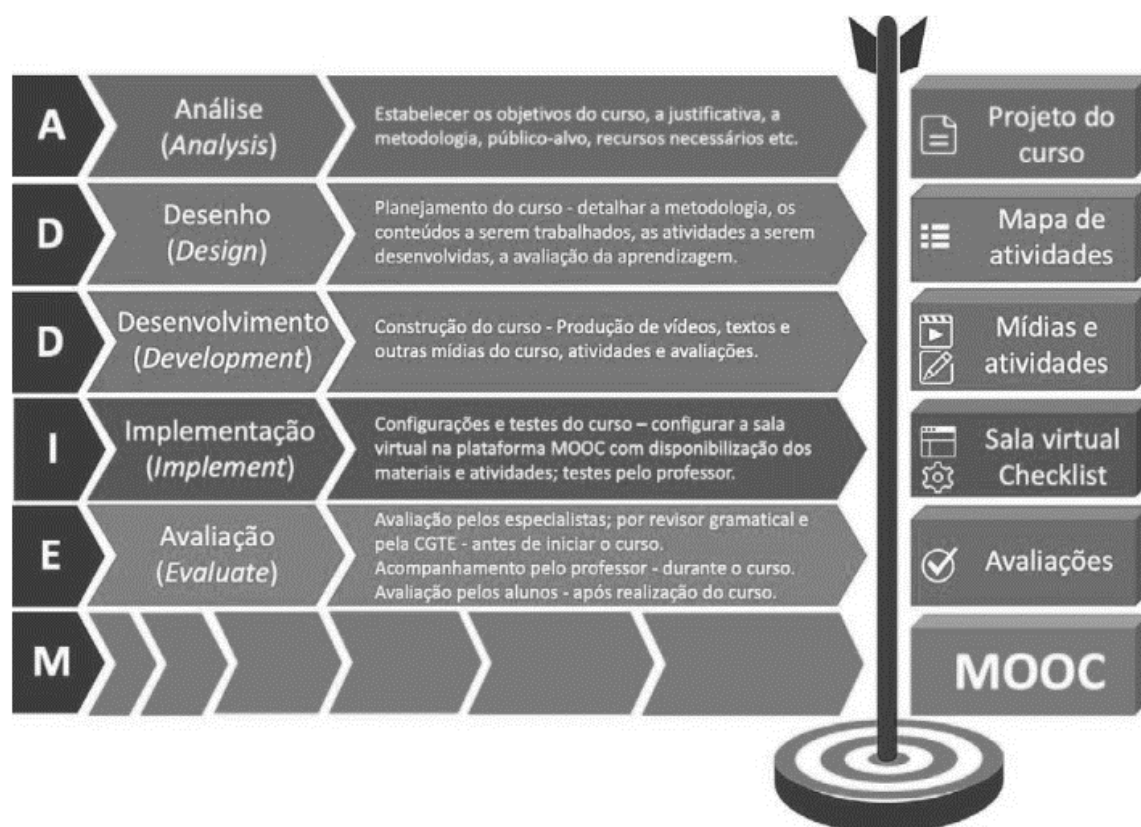 A
Análise
(Analysis)
Estabelecer os objetivos do curso, a justificativa, a
metodologia, público-alvo, recursos necessários etc.
Projeto do
curso
D
Desenho
(Design)
Planejamento do curso - detalhar a metodologia, os
conteúdos a serem trabalhados, as atividades a serem
desenvolvidas, a avaliação da aprendizagem.
Mapa de
atividades
D
Desenvolvimento
(Development)
Construção do curso - Produção de vídeos, textos e
outras mídias do curso, atividades e avaliações.
Mídias e
atividades
I
Implementação
(Implement)
Configurações e testes do curso – configurar a sala
virtual na plataforma MOOC com disponibilização dos
materiais e atividades; testes pelo professor.
Sala virtual
Checklist
E
Avaliação
(Evaluate)
Avaliação pelos especialistas; por revisor gramatical e
pela CGTE - antes de iniciar o curso.
Acompanhamento pelo professor - durante o curso.
Avaliação pelos alunos - após realização do curso.
Avaliações
M
MOOC